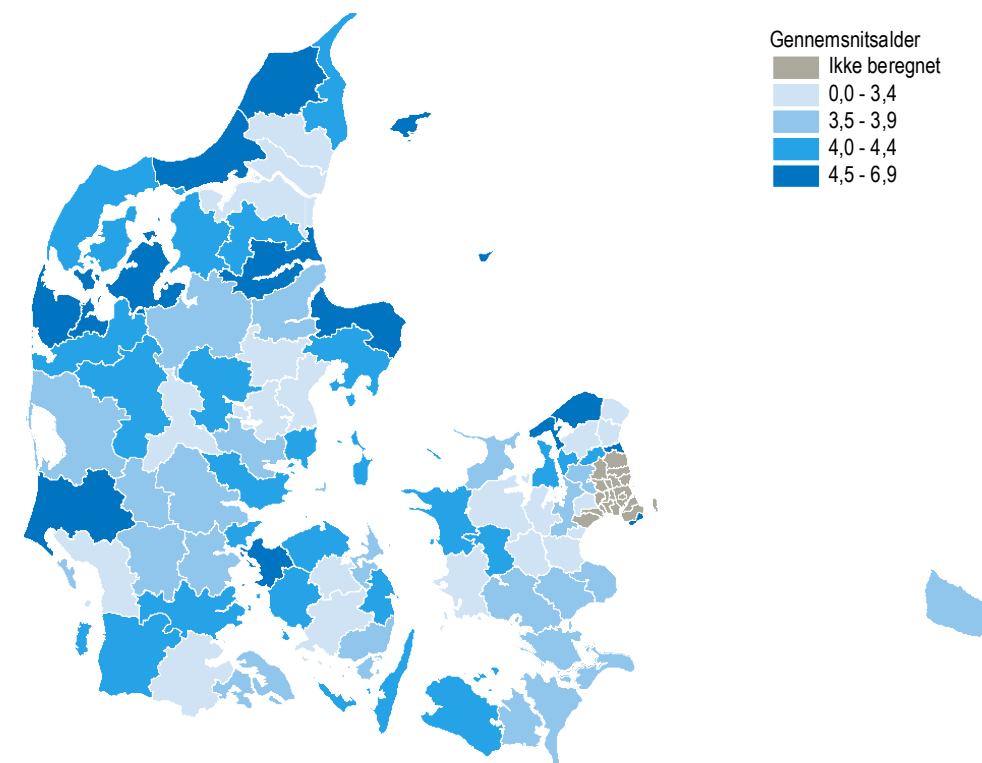 Gennemsnitsalder
Ikke beregnet
0,0 - 3,4
3,5 - 3,9
4,0 - 4,4
4,5 - 6,9